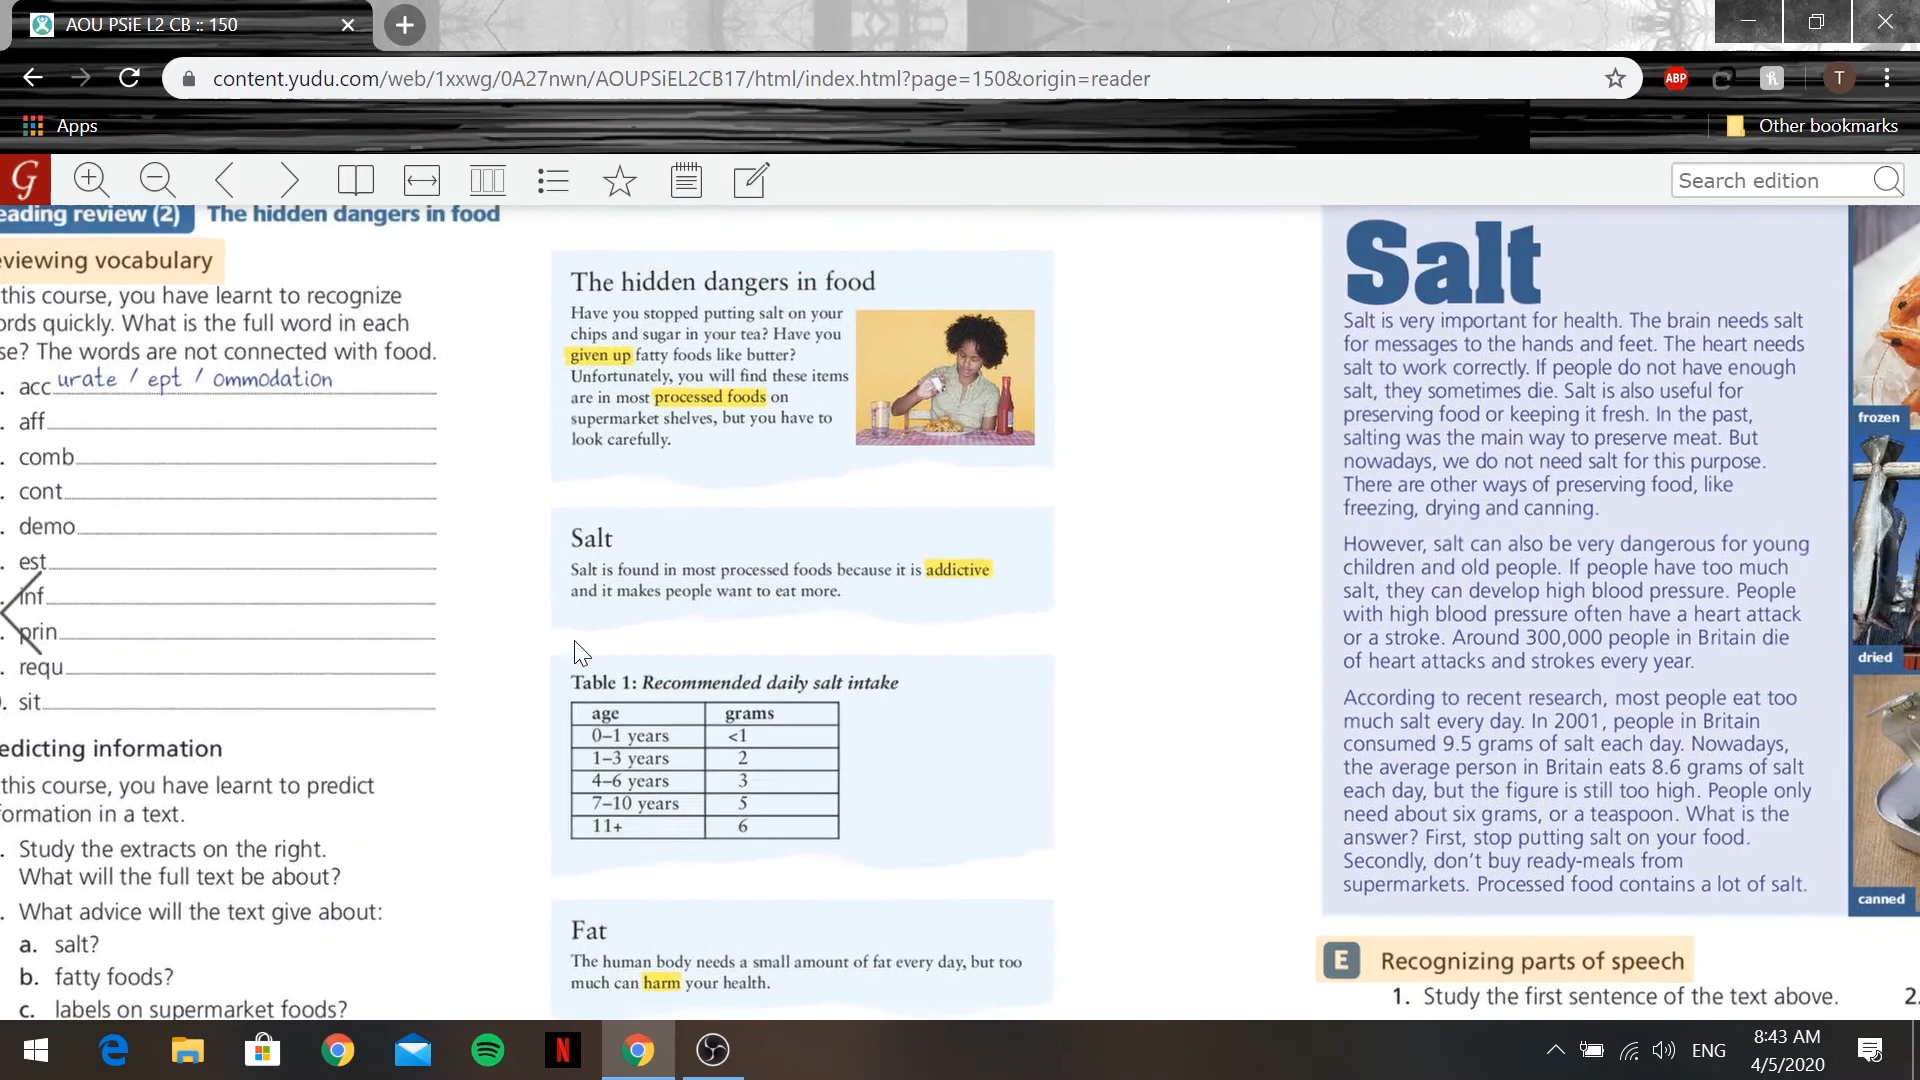 AOU PSiE L2 CB :: 150
content.yudu.com/web/1xxwg/0A27nwn/AOUPSiEL2CB17/html/index.html?page=150&origin=reader
ABP
T
Apps
Other bookmarks
G
Search edition
eading review (2) The hidden dangers in food
eviewing vocabulary
this course, you have learnt to recognize
ords quickly. What is the full word in each
se? The words are not connected with food.
. acc urate / ept / ommodation
. aff
. comb
. cont
. demo
. est
. inf
. prin
. requ
. sit
edicting information
this course, you have learnt to predict
formation in a text.
. Study the extracts on the right.
What will the full text be about?
. What advice will the text give about:
a. salt?
b. fatty foods?
c. labels on supermarket foods?
The hidden dangers in food
Have you stopped putting salt on your
chips and sugar in your tea? Have you
given up fatty foods like butter?
Unfortunately, you will find these items
are in most processed foods on
supermarket shelves, but you have to
look carefully.
Salt
Salt is found in most processed foods because it is addictive
and it makes people want to eat more.
Table 1: Recommended daily salt intake
age grams
0–1 years <1
1–3 years 2
4–6 years 3
7–10 years 5
11+ 6
Fat
The human body needs a small amount of fat every day, but too
much can harm your health.
Salt
Salt is very important for health. The brain needs salt
for messages to the hands and feet. The heart needs
salt to work correctly. If people do not have enough
salt, they sometimes die. Salt is also useful for
preserving food or keeping it fresh. In the past,
salting was the main way to preserve meat. But
nowadays, we do not need salt for this purpose.
There are other ways of preserving food, like
freezing, drying and canning.
However, salt can also be very dangerous for young
children and old people. If people have too much
salt, they can develop high blood pressure. People
with high blood pressure often have a heart attack
or a stroke. Around 300,000 people in Britain die
of heart attacks and strokes every year.
According to recent research, most people eat too
much salt every day. In 2001, people in Britain
consumed 9.5 grams of salt each day. Nowadays,
the average person in Britain eats 8.6 grams of salt
each day, but the figure is still too high. People only
need about six grams, or a teaspoon. What is the
answer? First, stop putting salt on your food.
Secondly, don't buy ready-meals from
supermarkets. Processed food contains a lot of salt.
frozen
dried
canned
E Recognizing parts of speech
1. Study the first sentence of the text above.
2.
ENG
8:43 AM
4/5/2020